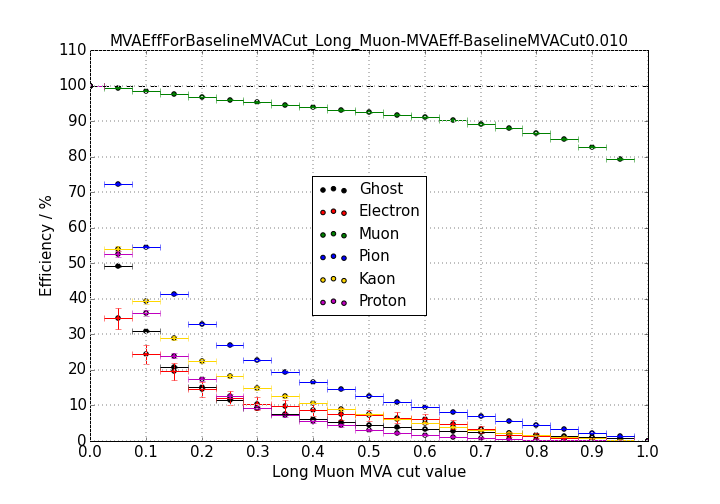 MVAEffForBaselineMVACut_Long_Muon-MVAEff-BaselineMVACut0.010
110
100
90
80
70
60
50
40
30
20
10
0
Efficiency / %
Ghost
Electron
Muon
Pion
Kaon
Proton
0.0 0.1 0.2 0.3 0.4 0.5 0.6 0.7 0.8 0.9 1.0
Long Muon MVA cut value